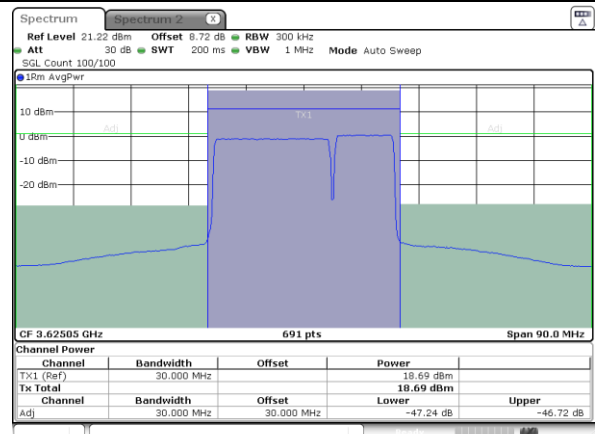 Spectrum Spectrum 2 X
Ref Level 21.22 dBm Offset 8.72 dB RBW 300 kHz
Att 30 dB SWT 200 ms VBW 1 MHz Mode Auto Sweep
SGL Count 100/100
1Rm AvgPwr
10 dBm
TX1
Adj Adj
0 dBm
-10 dBm
-20 dBm
CF 3.62505 GHz 691 pts Span 90.0 MHz
Channel Power
Channel Bandwidth Offset Power
TX1 (Ref) 30.000 MHz 18.69 dBm
Tx Total 18.69 dBm
Channel Bandwidth Offset Lower Upper
Adj 30.000 MHz 30.000 MHz -47.24 dB -46.72 dB